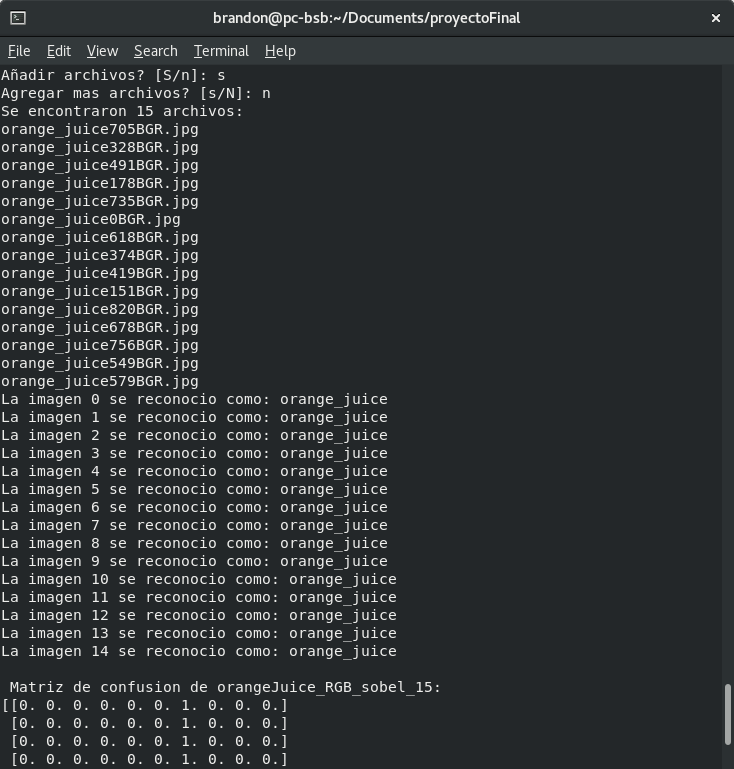 brandon@pc-bsb:~/Documents/proyectoFinal
File Edit View Search Terminal Help
Añadir archivos? [S/n]: s
Agregar mas archivos? [s/N]: n
Se encontraron 15 archivos:
orange_juice705BGR.jpg
orange_juice328BGR.jpg
orange_juice491BGR.jpg
orange_juice178BGR.jpg
orange_juice735BGR.jpg
orange_juice0BGR.jpg
orange_juice618BGR.jpg
orange_juice374BGR.jpg
orange_juice419BGR.jpg
orange_juice151BGR.jpg
orange_juice820BGR.jpg
orange_juice678BGR.jpg
orange_juice756BGR.jpg
orange_juice549BGR.jpg
orange_juice579BGR.jpg
La imagen 0 se reconocio como: orange_juice
La imagen 1 se reconocio como: orange_juice
La imagen 2 se reconocio como: orange_juice
La imagen 3 se reconocio como: orange_juice
La imagen 4 se reconocio como: orange_juice
La imagen 5 se reconocio como: orange_juice
La imagen 6 se reconocio como: orange_juice
La imagen 7 se reconocio como: orange_juice
La imagen 8 se reconocio como: orange_juice
La imagen 9 se reconocio como: orange_juice
La imagen 10 se reconocio como: orange_juice
La imagen 11 se reconocio como: orange_juice
La imagen 12 se reconocio como: orange_juice
La imagen 13 se reconocio como: orange_juice
La imagen 14 se reconocio como: orange_juice
Matriz de confusion de orangeJuice_RGB_sobel_15:
[[0. 0. 0. 0. 0. 0. 1. 0. 0. 0.]
[0. 0. 0. 0. 0. 0. 1. 0. 0. 0.]
[0. 0. 0. 0. 0. 0. 1. 0. 0. 0.]
[0. 0. 0. 0. 0. 0. 1. 0. 0. 0.]